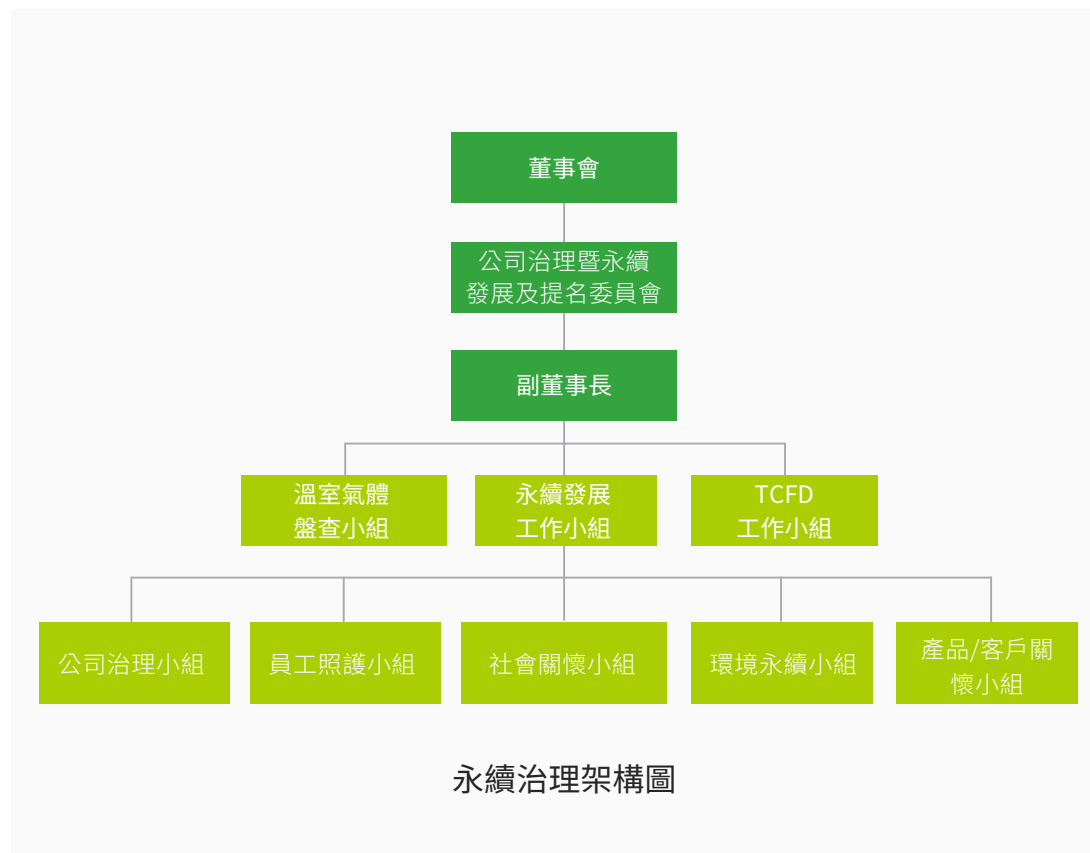 董事會
公司治理暨永續
發展及提名委員會
副董事長
溫室氣體
盤查小組
永續發展
工作小組
TCFD
工作小組
公司治理小組
員工照護小組
社會關懷小組
環境永續小組
產品/客戶關
懷小組
永續治理架構圖